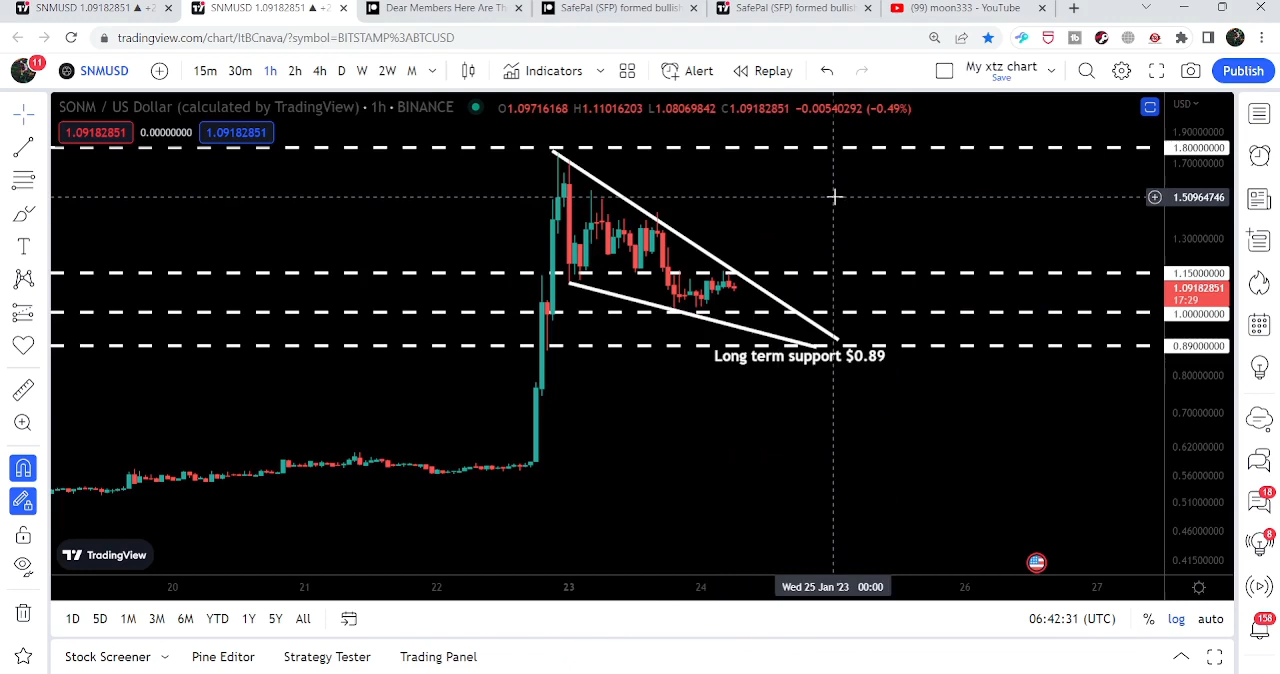 SNMUSD 1.09182851 ▲ +2
SNMUSD 1.09182851 ▲ +2
Dear Members Here Are Th
SafePal (SFP) formed bullish
SafePal (SFP) formed bullish
(99) moon333 - YouTube
tradingview.com/chart/ItBCnava/?symbol=BITSTAMP%3ABTCUSD
11
SNMUSD
15m 30m 1h 2h 4h D W 2W M
Indicators
Alert
Replay
My xtz chart
Save
Publish
SONM / US Dollar (calculated by TradingView) • 1h • BINANCE
O1.09716168 H1.11016203 L1.08069842 C1.09182851 −0.00540292 (−0.49%)
USD
1.09182851 0.00000000 1.09182851
1.90000000
1.80000000
1.70000000
1.50964746
1.30000000
1.15000000
1.09182851
17:29
1.00000000
0.89000000
Long term support $0.89
0.80000000
0.70000000
0.62000000
0.56000000
0.51000000
0.46000000
0.41500000
TradingView
20 21 22 23 24 Wed 25 Jan '23 00:00 26 27
1D 5D 1M 3M 6M YTD 1Y 5Y All
06:42:31 (UTC) % log auto
Stock Screener Pine Editor Strategy Tester Trading Panel
18
8
158